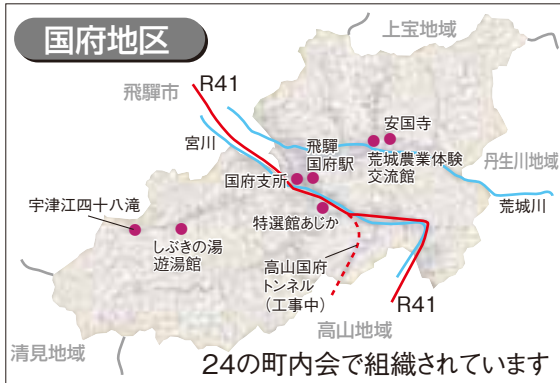 国府地区
上宝地域
飛騨市
R41
安国寺
宮川
飛騨
国府駅
荒城農業体験
交流館
丹生川地域
国府支所
荒城川
宇津江四十八滝
特選館あじか
しぶきの湯
遊湯館
高山国府
トンネル
（工事中）
R41
高山地域
清見地域
24の町内会で組織されています